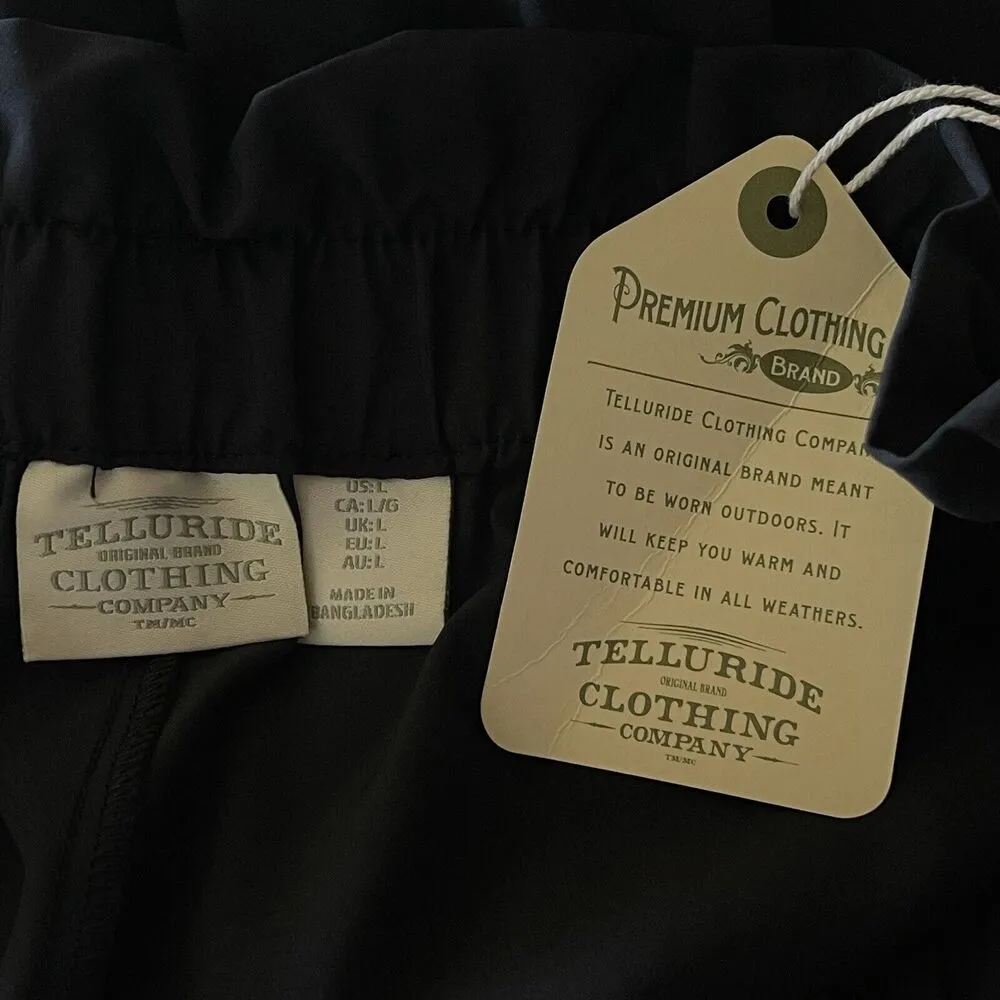 TELLURIDE
ORIGINAL BRAND
CLOTHING
COMPANY
TM/MC
US: L
CA: L/G
UK: L
EU: L
AU: L
MADE IN
BANGLADESH
PREMIUM CLOTHING
BRAND
TELLURIDE CLOTHING COMPAN
IS AN ORIGINAL BRAND MEANT
TO BE WORN OUTDOORS. IT
WILL KEEP YOU WARM AND
COMFORTABLE IN ALL WEATHERS.
TELLURIDE
ORIGINAL BRAND
CLOTHING
COMPANY
TM/MC